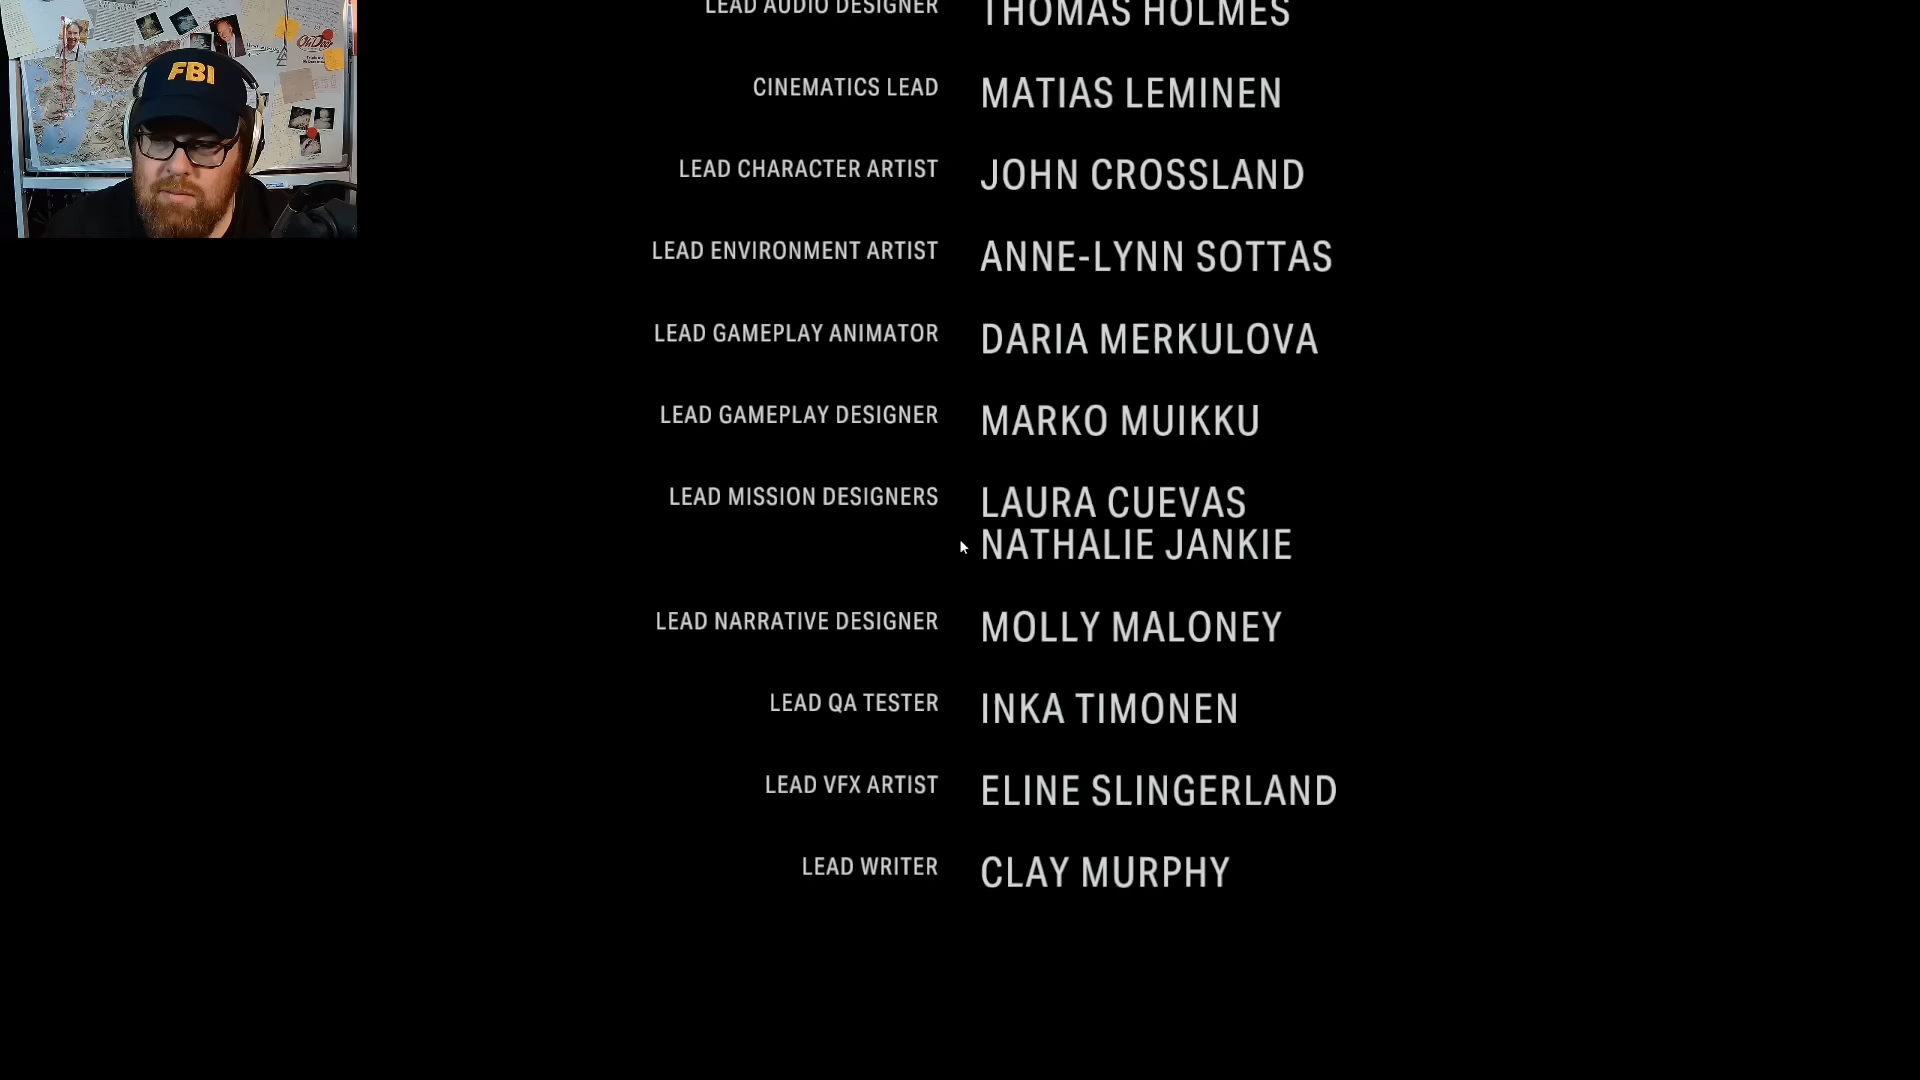 FBI
Oh Deer
LEAD AUDIO DESIGNER THOMAS HOLMES
CINEMATICS LEAD MATIAS LEMINEN
LEAD CHARACTER ARTIST JOHN CROSSLAND
LEAD ENVIRONMENT ARTIST ANNE-LYNN SOTTAS
LEAD GAMEPLAY ANIMATOR DARIA MERKULOVA
LEAD GAMEPLAY DESIGNER MARKO MUIKKU
LEAD MISSION DESIGNERS LAURA CUEVAS
NATHALIE JANKIE
LEAD NARRATIVE DESIGNER MOLLY MALONEY
LEAD QA TESTER INKA TIMONEN
LEAD VFX ARTIST ELINE SLINGERLAND
LEAD WRITER CLAY MURPHY